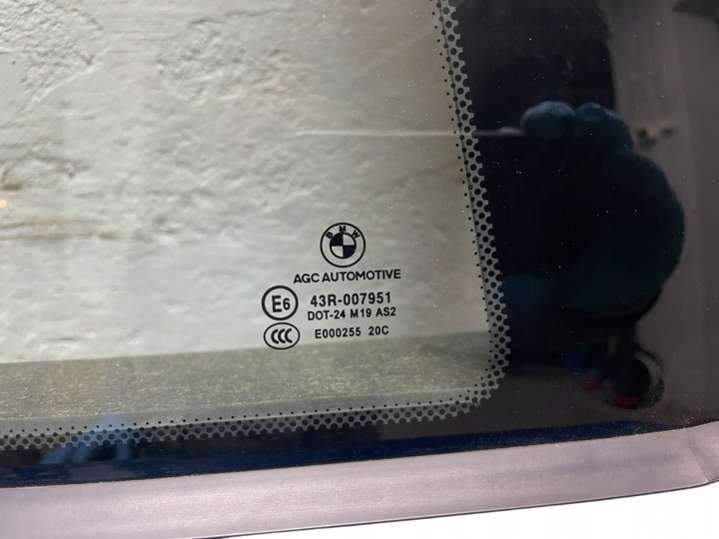 BMW
AGC AUTOMOTIVE
E6 43R-007951
DOT-24 M19 AS2
CCC E000255 20C